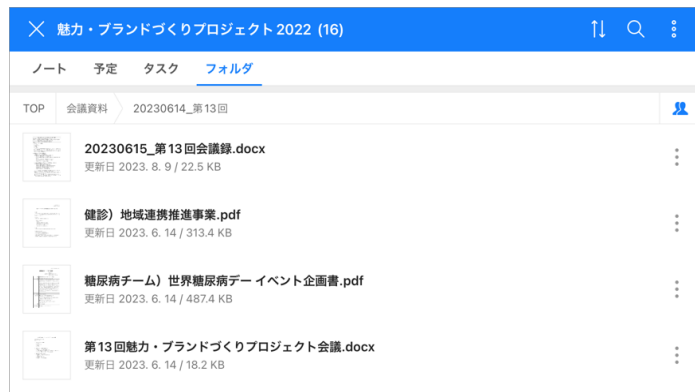 魅力・ブランドづくりプロジェクト2022 (16)
ノート 予定 タスク フォルダ
TOP 会議資料 20230614_第13回
20230615_第13回会議録.docx
更新日 2023. 8. 9 / 22.5 KB
健診）地域連携推進事業.pdf
更新日 2023. 6. 14 / 313.4 KB
糖尿病チーム）世界糖尿病デー イベント企画書.pdf
更新日 2023. 6. 14 / 487.4 KB
第13回魅力・ブランドづくりプロジェクト会議.docx
更新日 2023. 6. 14 / 18.2 KB